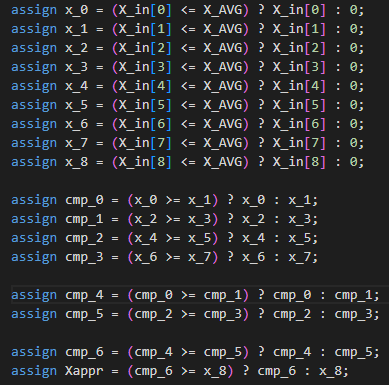 assign x_0 = (X_in[0] <= X_AVG) ? X_in[0] : 0;
assign x_1 = (X_in[1] <= X_AVG) ? X_in[1] : 0;
assign x_2 = (X_in[2] <= X_AVG) ? X_in[2] : 0;
assign x_3 = (X_in[3] <= X_AVG) ? X_in[3] : 0;
assign x_4 = (X_in[4] <= X_AVG) ? X_in[4] : 0;
assign x_5 = (X_in[5] <= X_AVG) ? X_in[5] : 0;
assign x_6 = (X_in[6] <= X_AVG) ? X_in[6] : 0;
assign x_7 = (X_in[7] <= X_AVG) ? X_in[7] : 0;
assign x_8 = (X_in[8] <= X_AVG) ? X_in[8] : 0;
assign cmp_0 = (x_0 >= x_1) ? x_0 : x_1;
assign cmp_1 = (x_2 >= x_3) ? x_2 : x_3;
assign cmp_2 = (x_4 >= x_5) ? x_4 : x_5;
assign cmp_3 = (x_6 >= x_7) ? x_6 : x_7;
assign cmp_4 = (cmp_0 >= cmp_1) ? cmp_0 : cmp_1;
assign cmp_5 = (cmp_2 >= cmp_3) ? cmp_2 : cmp_3;
assign cmp_6 = (cmp_4 >= cmp_5) ? cmp_4 : cmp_5;
assign Xappr = (cmp_6 >= x_8) ? cmp_6 : x_8;